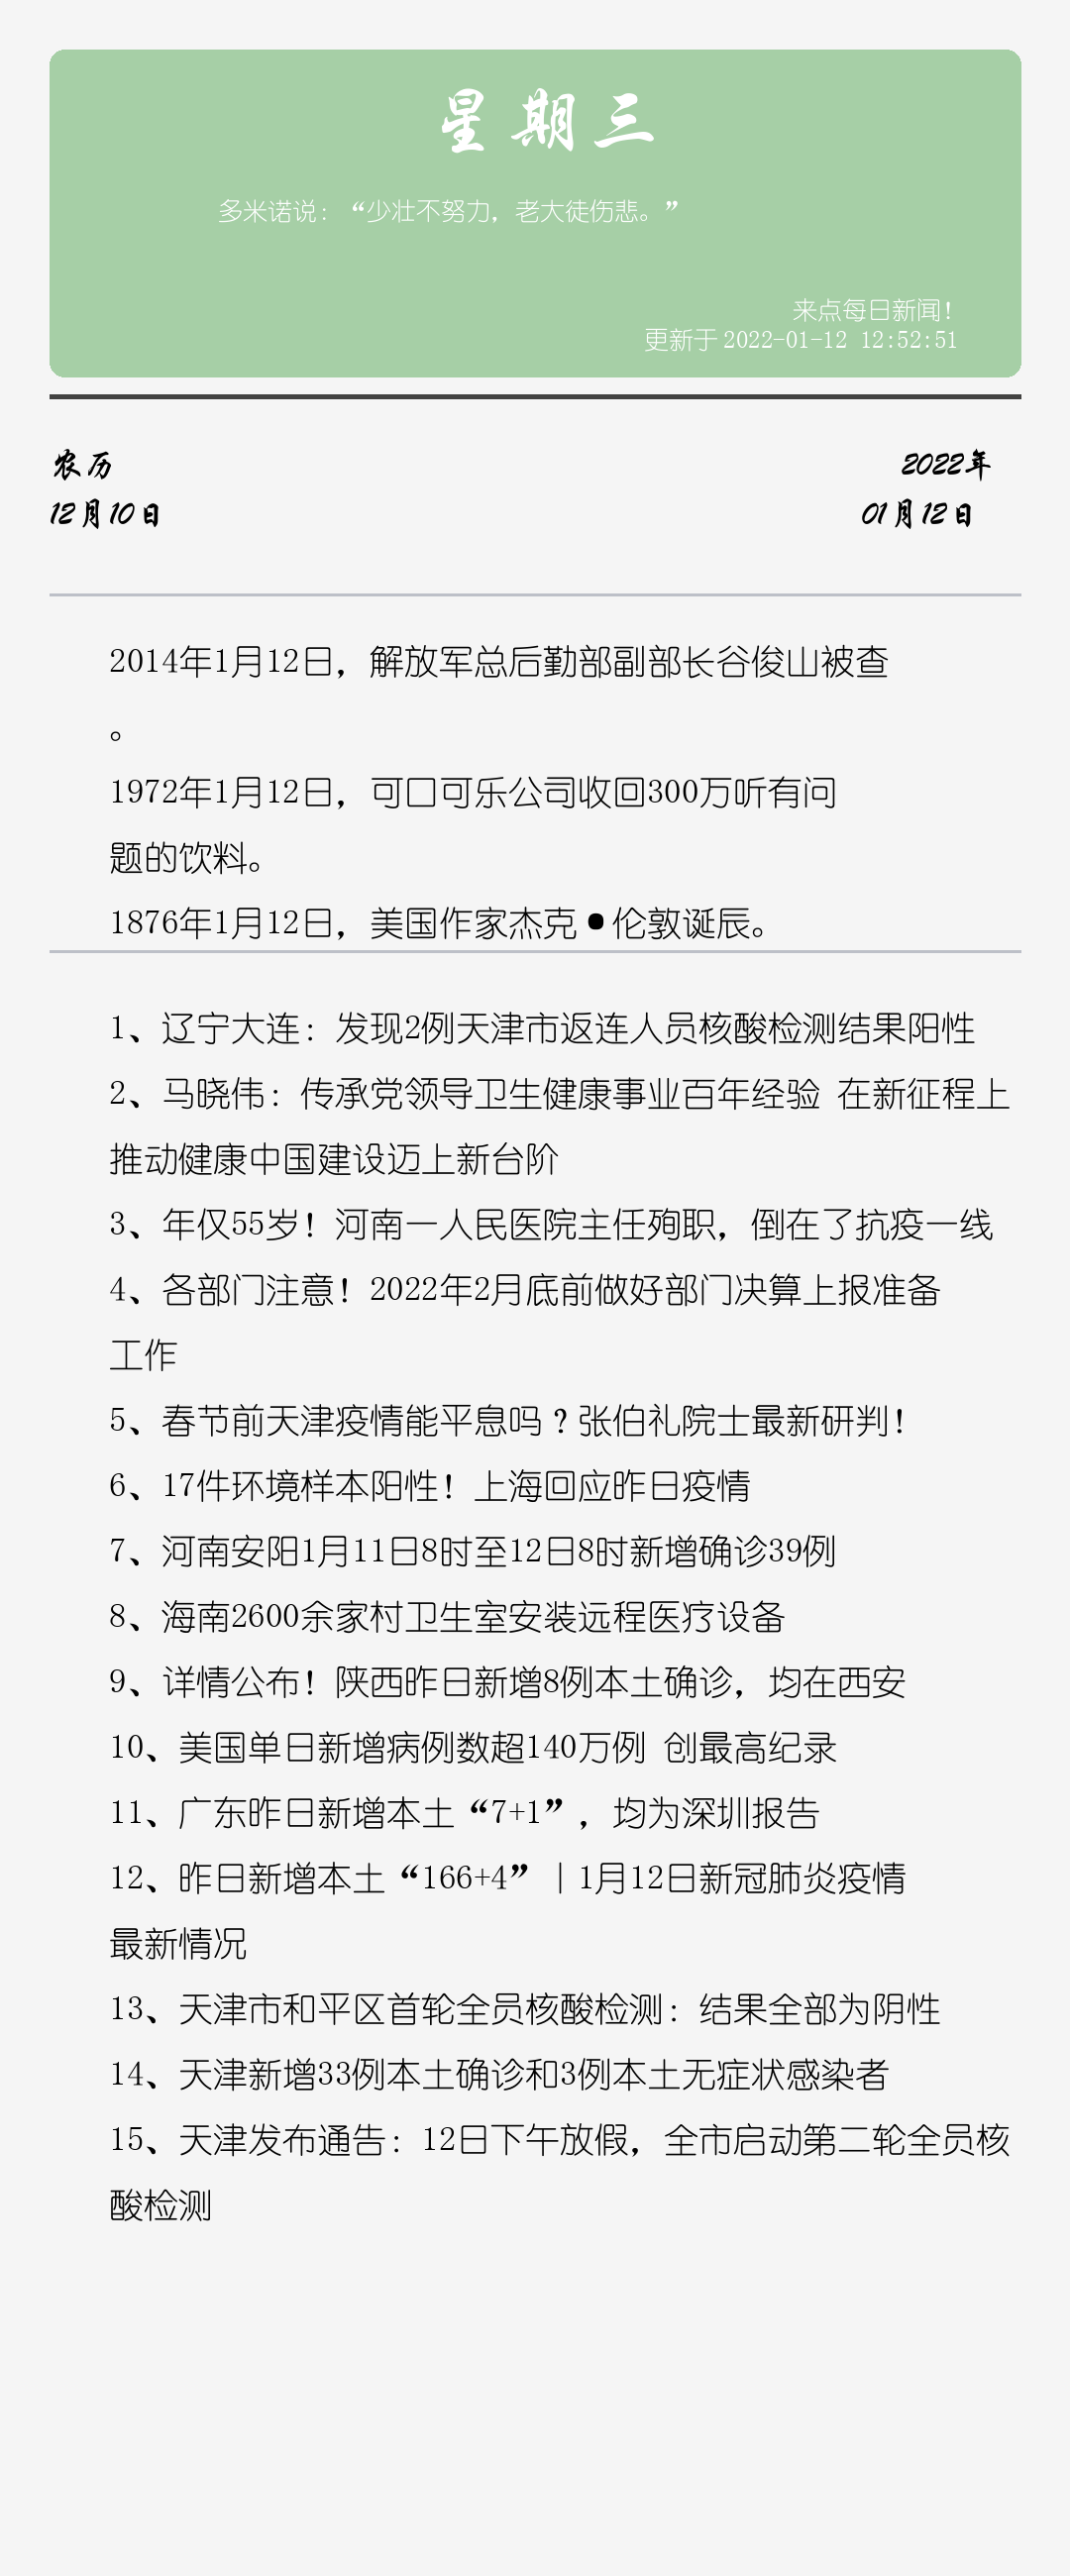 星期三
多米诺说：“少壮不努力，老大徒伤悲。”
来点每日新闻！
更新于 2022-01-12 12:52:51
农历
12月10日
2022年
01月12日
2014年1月12日，解放军总后勤部副部长谷俊山被查
。
1972年1月12日，可口可乐公司收回300万听有问
题的饮料。
1876年1月12日，美国作家杰克•伦敦诞辰。
1、辽宁大连：发现2例天津市返连人员核酸检测结果阳性
2、马晓伟：传承党领导卫生健康事业百年经验 在新征程上
推动健康中国建设迈上新台阶
3、年仅55岁！河南一人民医院主任殉职，倒在了抗疫一线
4、各部门注意！2022年2月底前做好部门决算上报准备
工作
5、春节前天津疫情能平息吗？张伯礼院士最新研判！
6、17件环境样本阳性！上海回应昨日疫情
7、河南安阳1月11日8时至12日8时新增确诊39例
8、海南2600余家村卫生室安装远程医疗设备
9、详情公布！陕西昨日新增8例本土确诊，均在西安
10、美国单日新增病例数超140万例 创最高纪录
11、广东昨日新增本土“7+1”，均为深圳报告
12、昨日新增本土“166+4”｜1月12日新冠肺炎疫情
最新情况
13、天津市和平区首轮全员核酸检测：结果全部为阴性
14、天津新增33例本土确诊和3例本土无症状感染者
15、天津发布通告：12日下午放假，全市启动第二轮全员核
酸检测